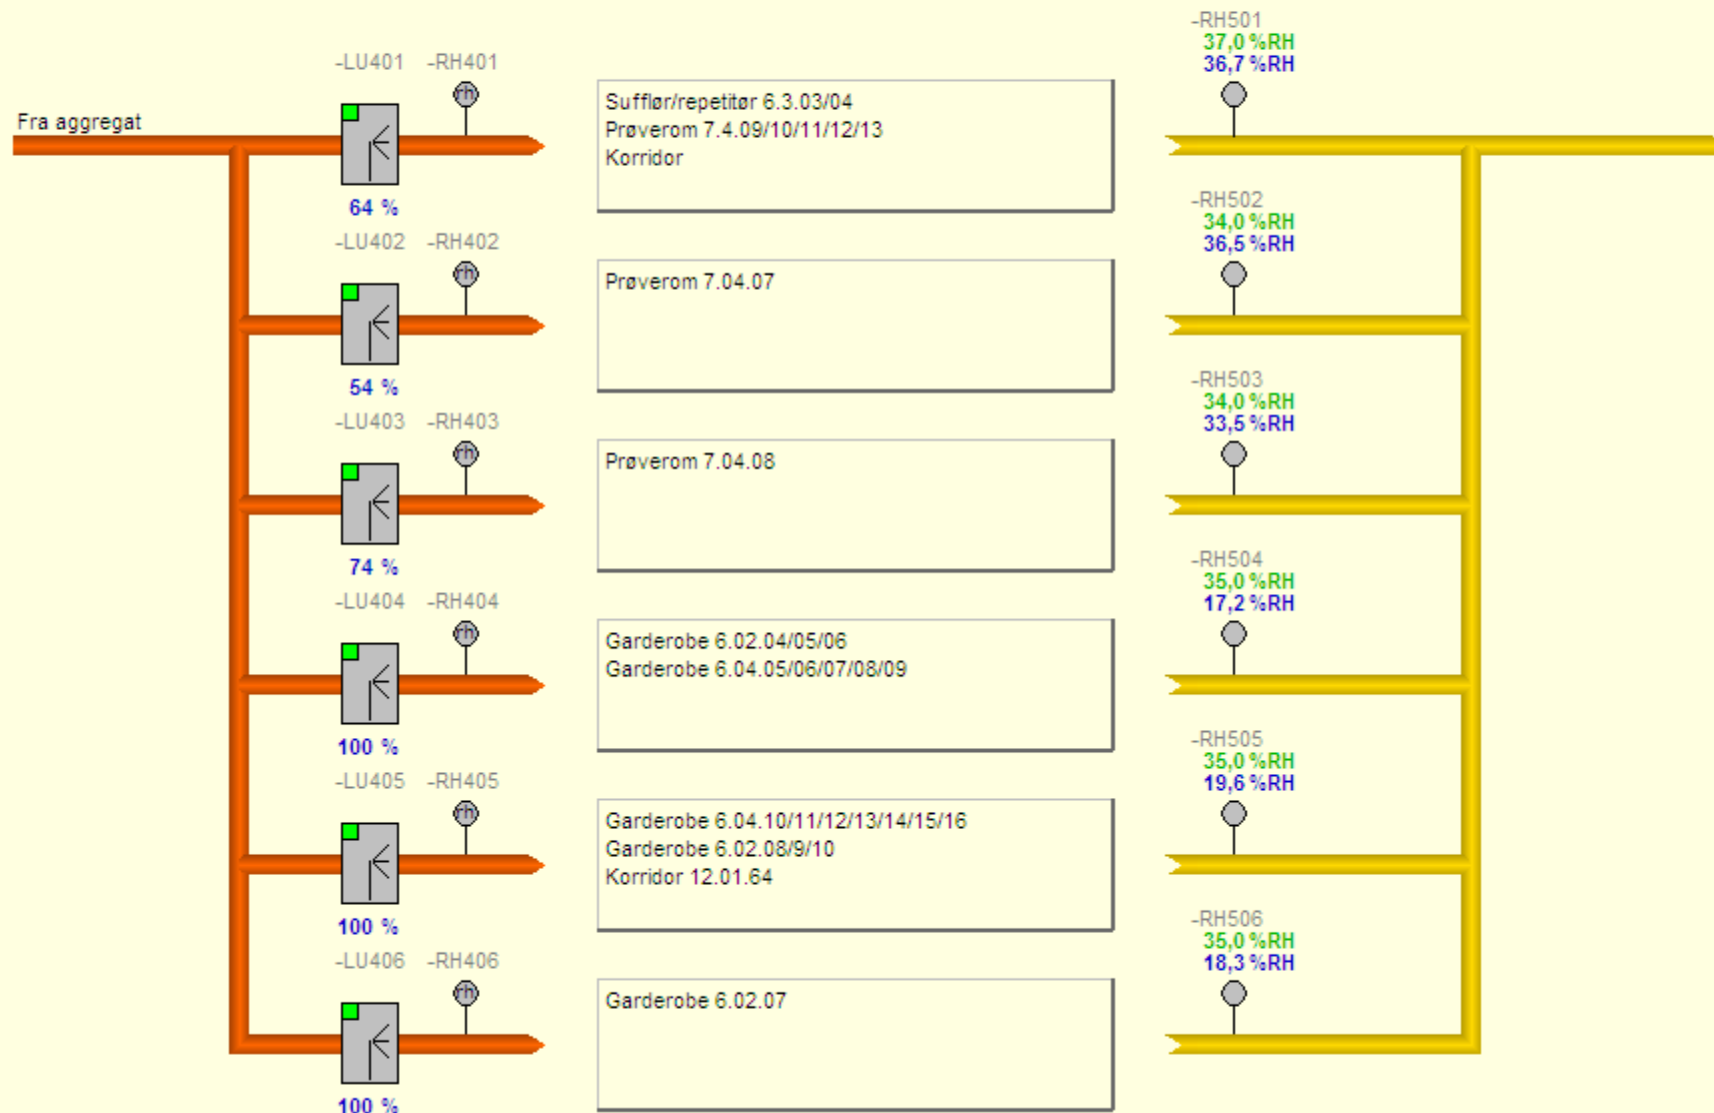 -RH501
37,0 %RH
-LU401 -RH401
36,7 %RH
rh
Sufflør/repetitør 6.3.03/04
Fra aggregat
Prøverom 7.4.09/10/11/12/13
Korridor
64 %
-RH502
34,0 %RH
-LU402 -RH402
36,5 %RH
rh
Prøverom 7.04.07
54 %
-RH503
34,0 %RH
-LU403 -RH403
33,5 %RH
rh
Prøverom 7.04.08
74 %
-RH504
35,0 %RH
-LU404 -RH404
17,2 %RH
rh
Garderobe 6.02.04/05/06
Garderobe 6.04.05/06/07/08/09
100 %
-RH505
35,0 %RH
-LU405 -RH405
19,6 %RH
rh
Garderobe 6.04.10/11/12/13/14/15/16
Garderobe 6.02.08/9/10
Korridor 12.01.64
100 %
-RH506
35,0 %RH
-LU406 -RH406
18,3 %RH
rh
Garderobe 6.02.07
100 %